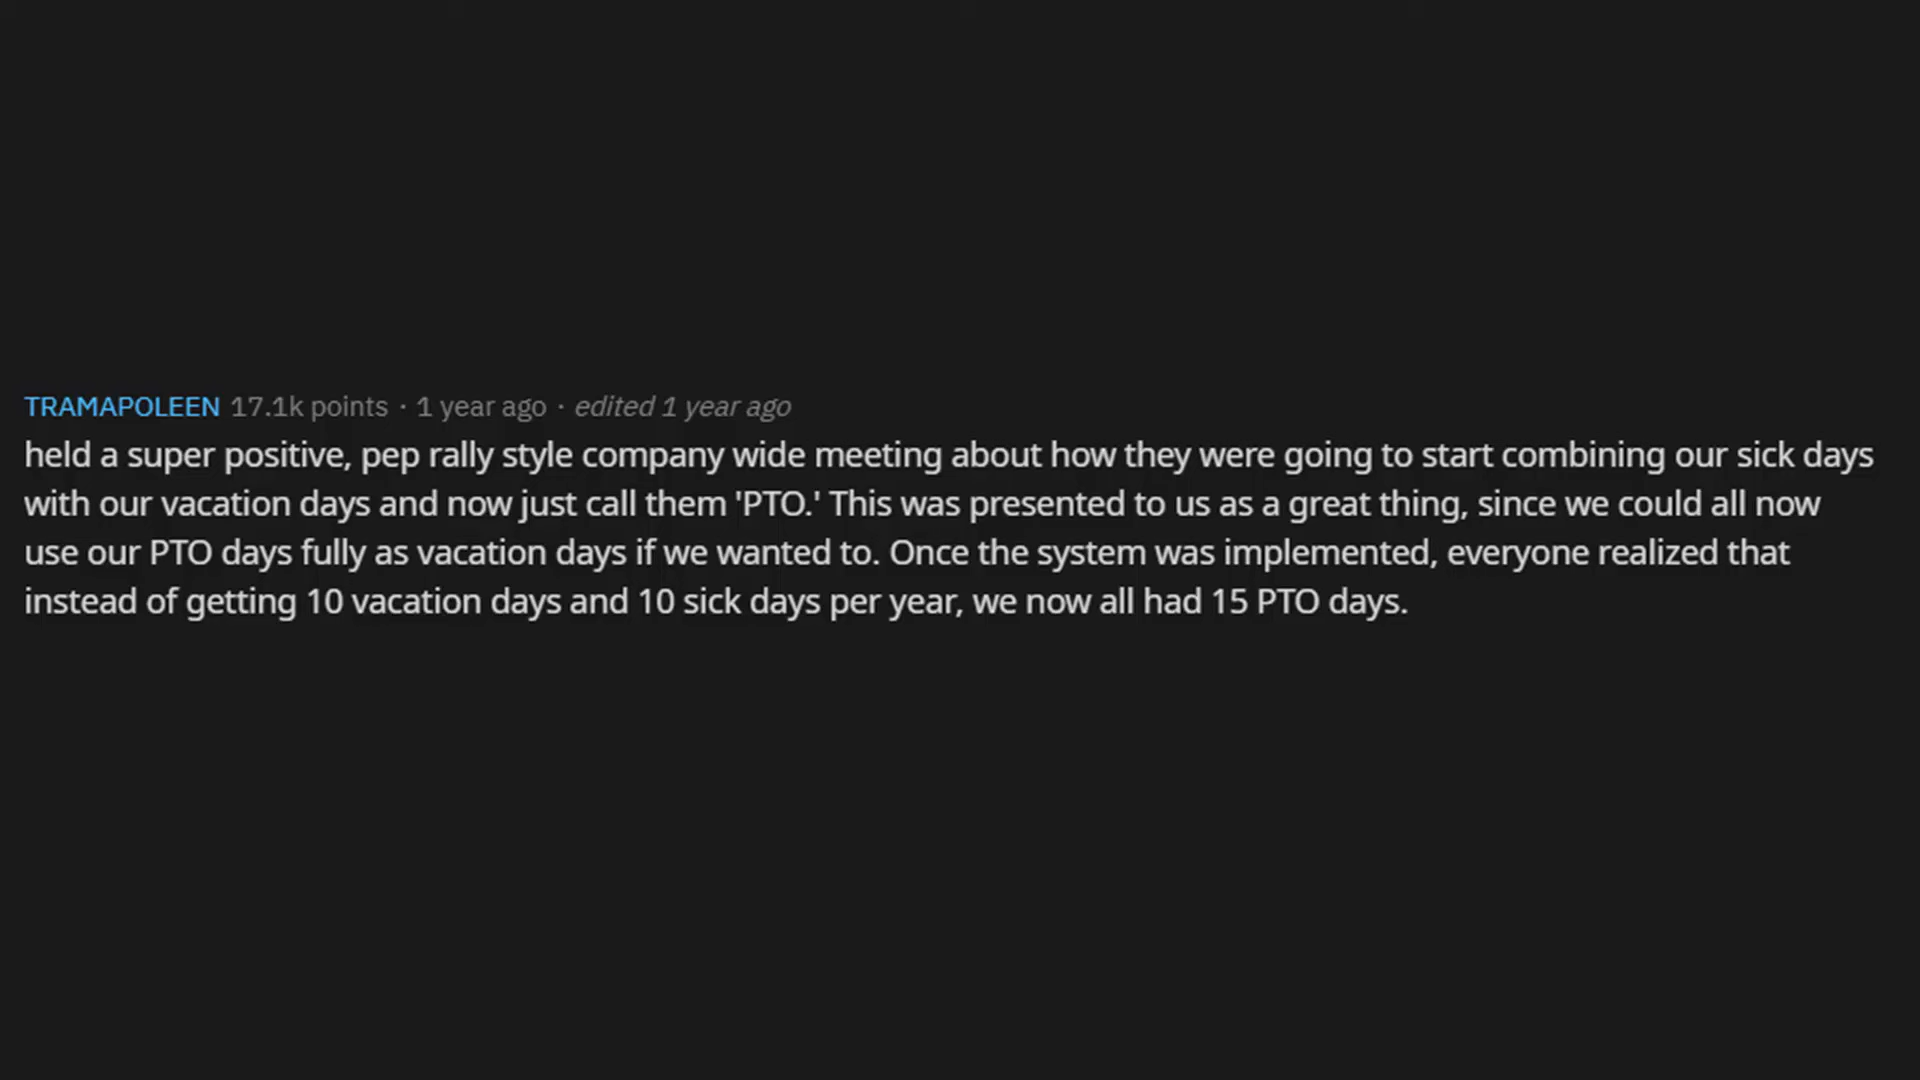 TRAMAPOLEEN 17.1k points · 1 year ago · edited 1 year ago
held a super positive, pep rally style company wide meeting about how they were going to start combining our sick days
with our vacation days and now just call them 'PTO.' This was presented to us as a great thing, since we could all now
use our PTO days fully as vacation days if we wanted to. Once the system was implemented, everyone realized that
instead of getting 10 vacation days and 10 sick days per year, we now all had 15 PTO days.